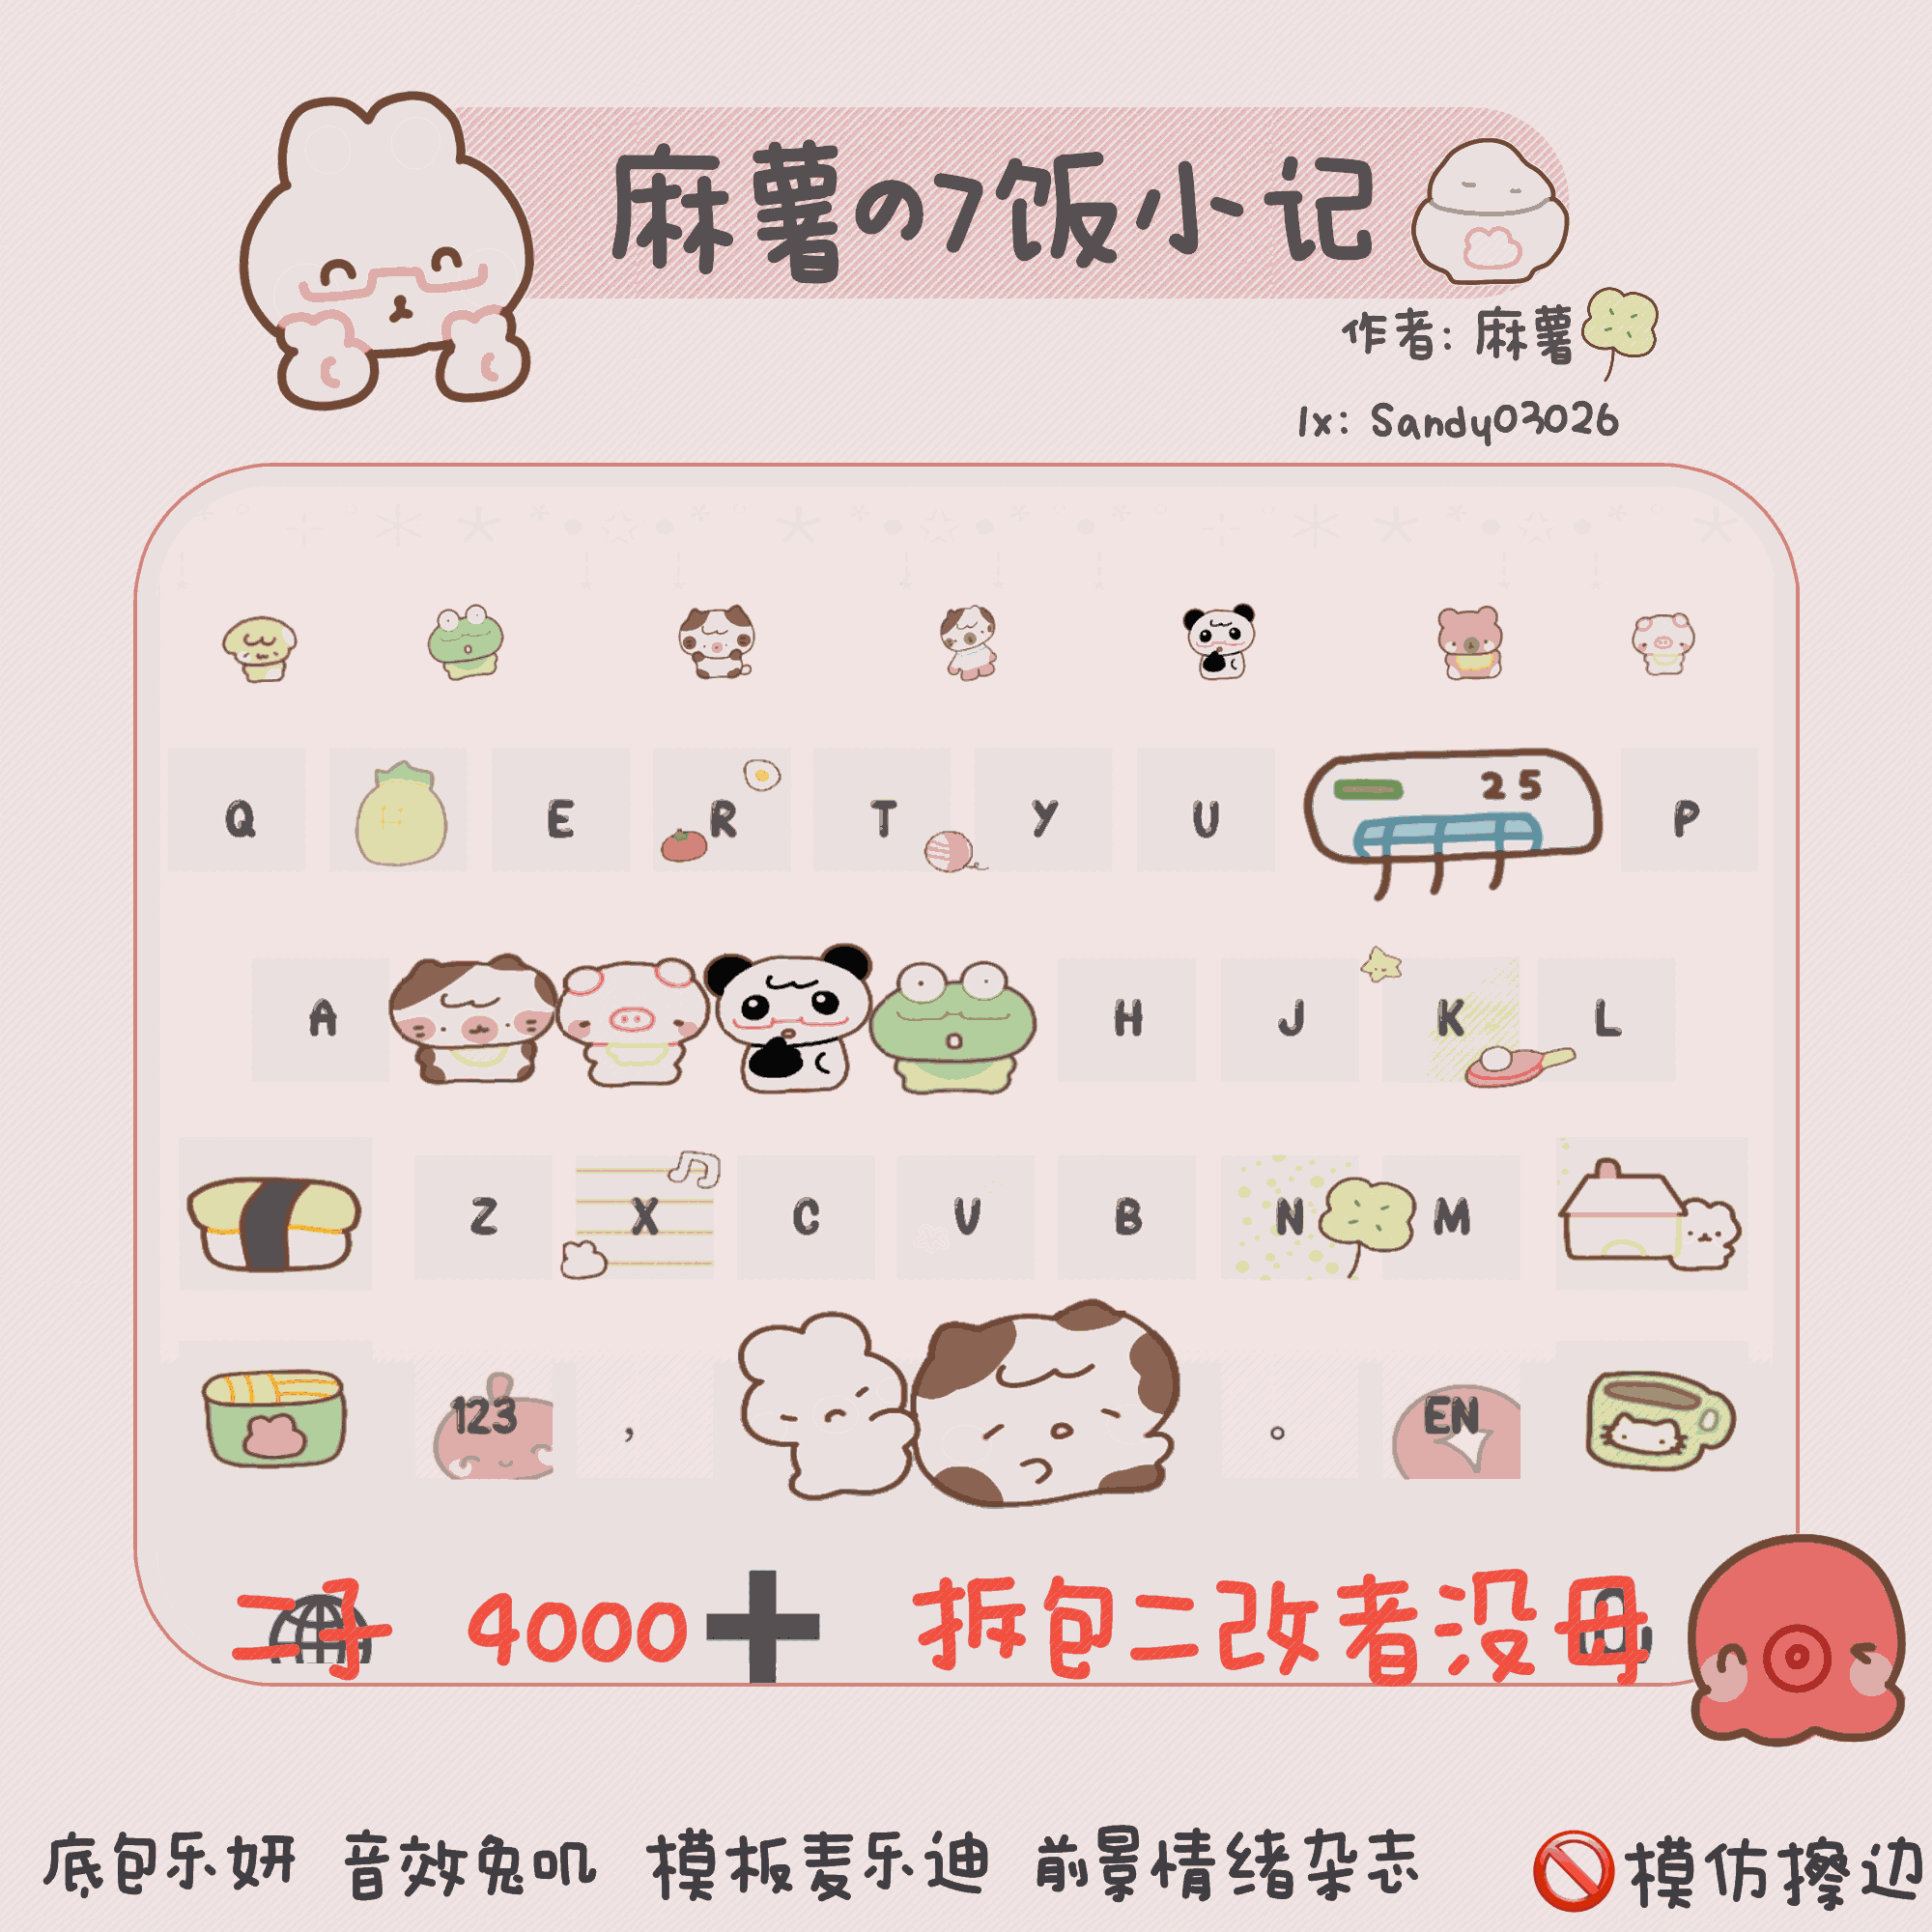 麻薯の7饭小记
作者: 麻薯
lx: Sandy03026
Q E R T Y U 25 P
A H J K L
Z X C V B N M
123 , 。 EN
二子 4000+ 拆包二改者没母
底包乐妍 音效兔叽 模板麦乐迪 前景情绪杂志 🚫模仿擦边